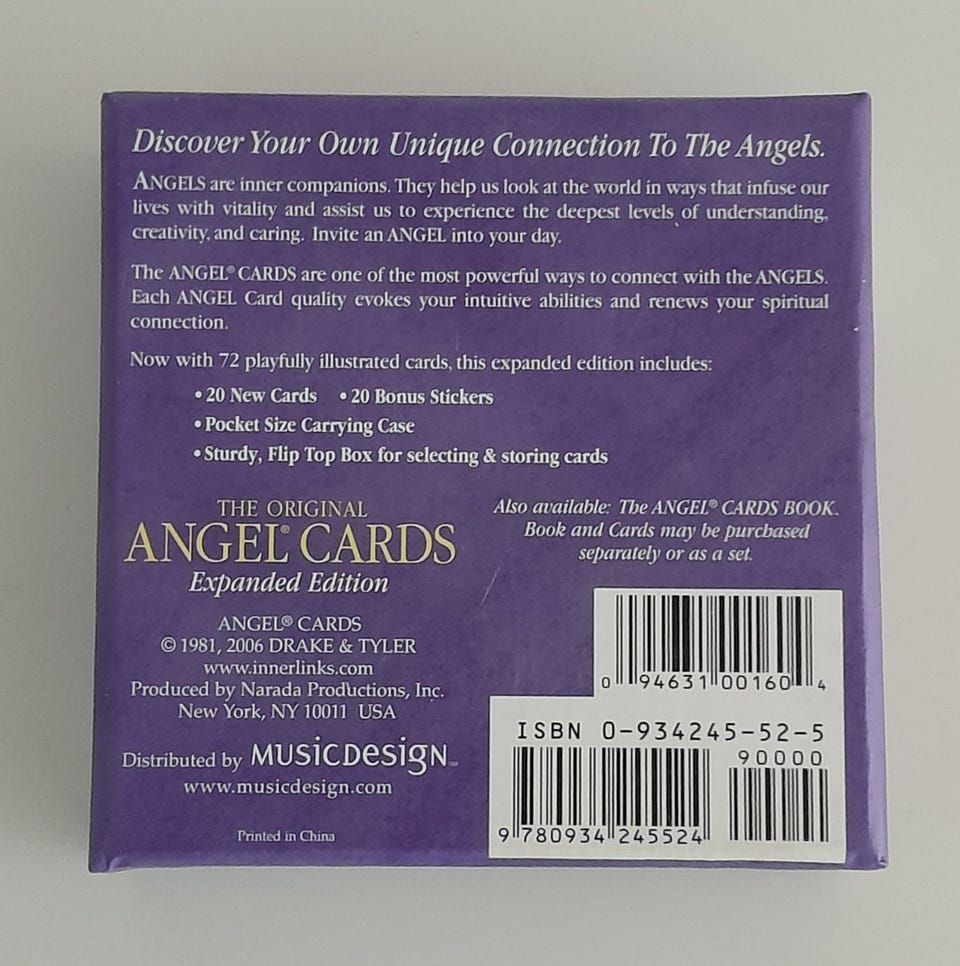 Discover Your Own Unique Connection To The Angels.
ANGELS are inner companions. They help us look at the world in ways that infuse our
lives with vitality and assist us to experience the deepest levels of understanding,
creativity, and caring. Invite an ANGEL into your day.
The ANGEL® CARDS are one of the most powerful ways to connect with the ANGELS.
Each ANGEL Card quality evokes your intuitive abilities and renews your spiritual
connection.
Now with 72 playfully illustrated cards, this expanded edition includes:
• 20 New Cards • 20 Bonus Stickers
• Pocket Size Carrying Case
• Sturdy, Flip Top Box for selecting & storing cards
THE ORIGINAL
ANGEL® CARDS
Expanded Edition
ANGEL® CARDS
© 1981, 2006 DRAKE & TYLER
www.innerlinks.com
Produced by Narada Productions, Inc.
New York, NY 10011 USA
Distributed by MUSICDESIGN™
www.musicdesign.com
Printed in China
Also available: The ANGEL® CARDS BOOK.
Book and Cards may be purchased
separately or as a set.
0 94631 00160 4
ISBN 0-934245-52-5
90000
9 780934 245524